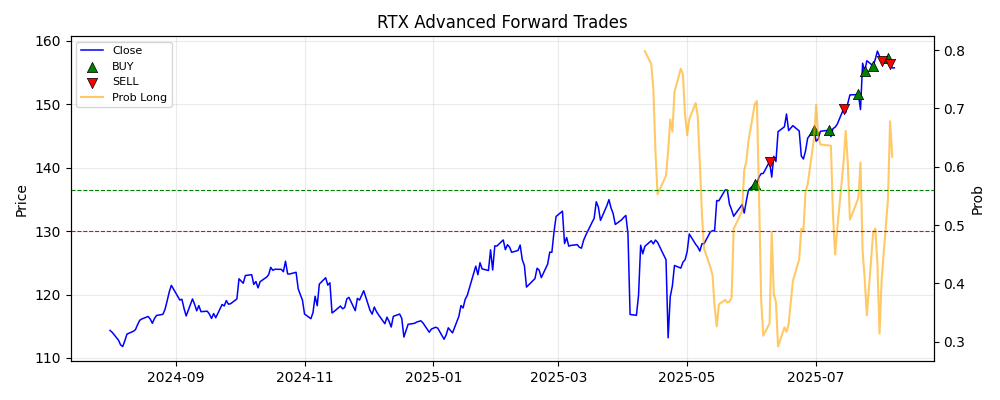 RTX Advanced Forward Trades
Close
BUY
SELL
Prob Long
Price
160
150
140
130
120
110
Prob
0.8
0.7
0.6
0.5
0.4
0.3
2024-09
2024-11
2025-01
2025-03
2025-05
2025-07